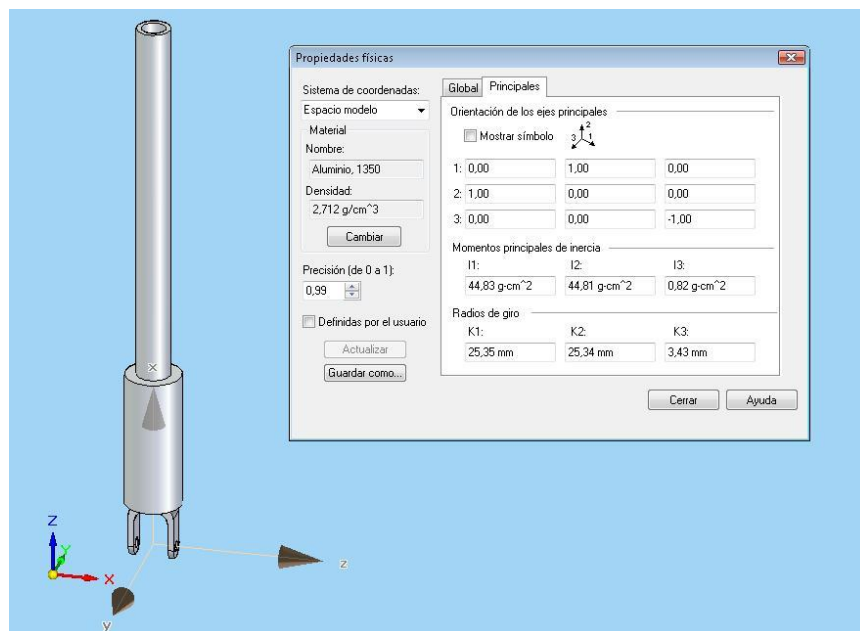 Propiedades físicas
Sistema de coordenadas:
Espacio modelo
Material
Nombre:
Aluminio, 1350
Densidad:
2,712 g/cm^3
Cambiar
Precisión (de 0 a 1):
0,99
Definidas por el usuario
Actualizar
Guardar como...
Global Principales
Orientación de los ejes principales
Mostrar símbolo
2
3 1
1: 0,00 1,00 0,00
2: 1,00 0,00 0,00
3: 0,00 0,00 -1,00
Momentos principales de inercia
I1: I2: I3:
44,83 g-cm^2 44,81 g-cm^2 0,82 g-cm^2
Radios de giro
K1: K2: K3:
25,35 mm 25,34 mm 3,43 mm
Cerrar Ayuda
x
Z
Y
X
z
y